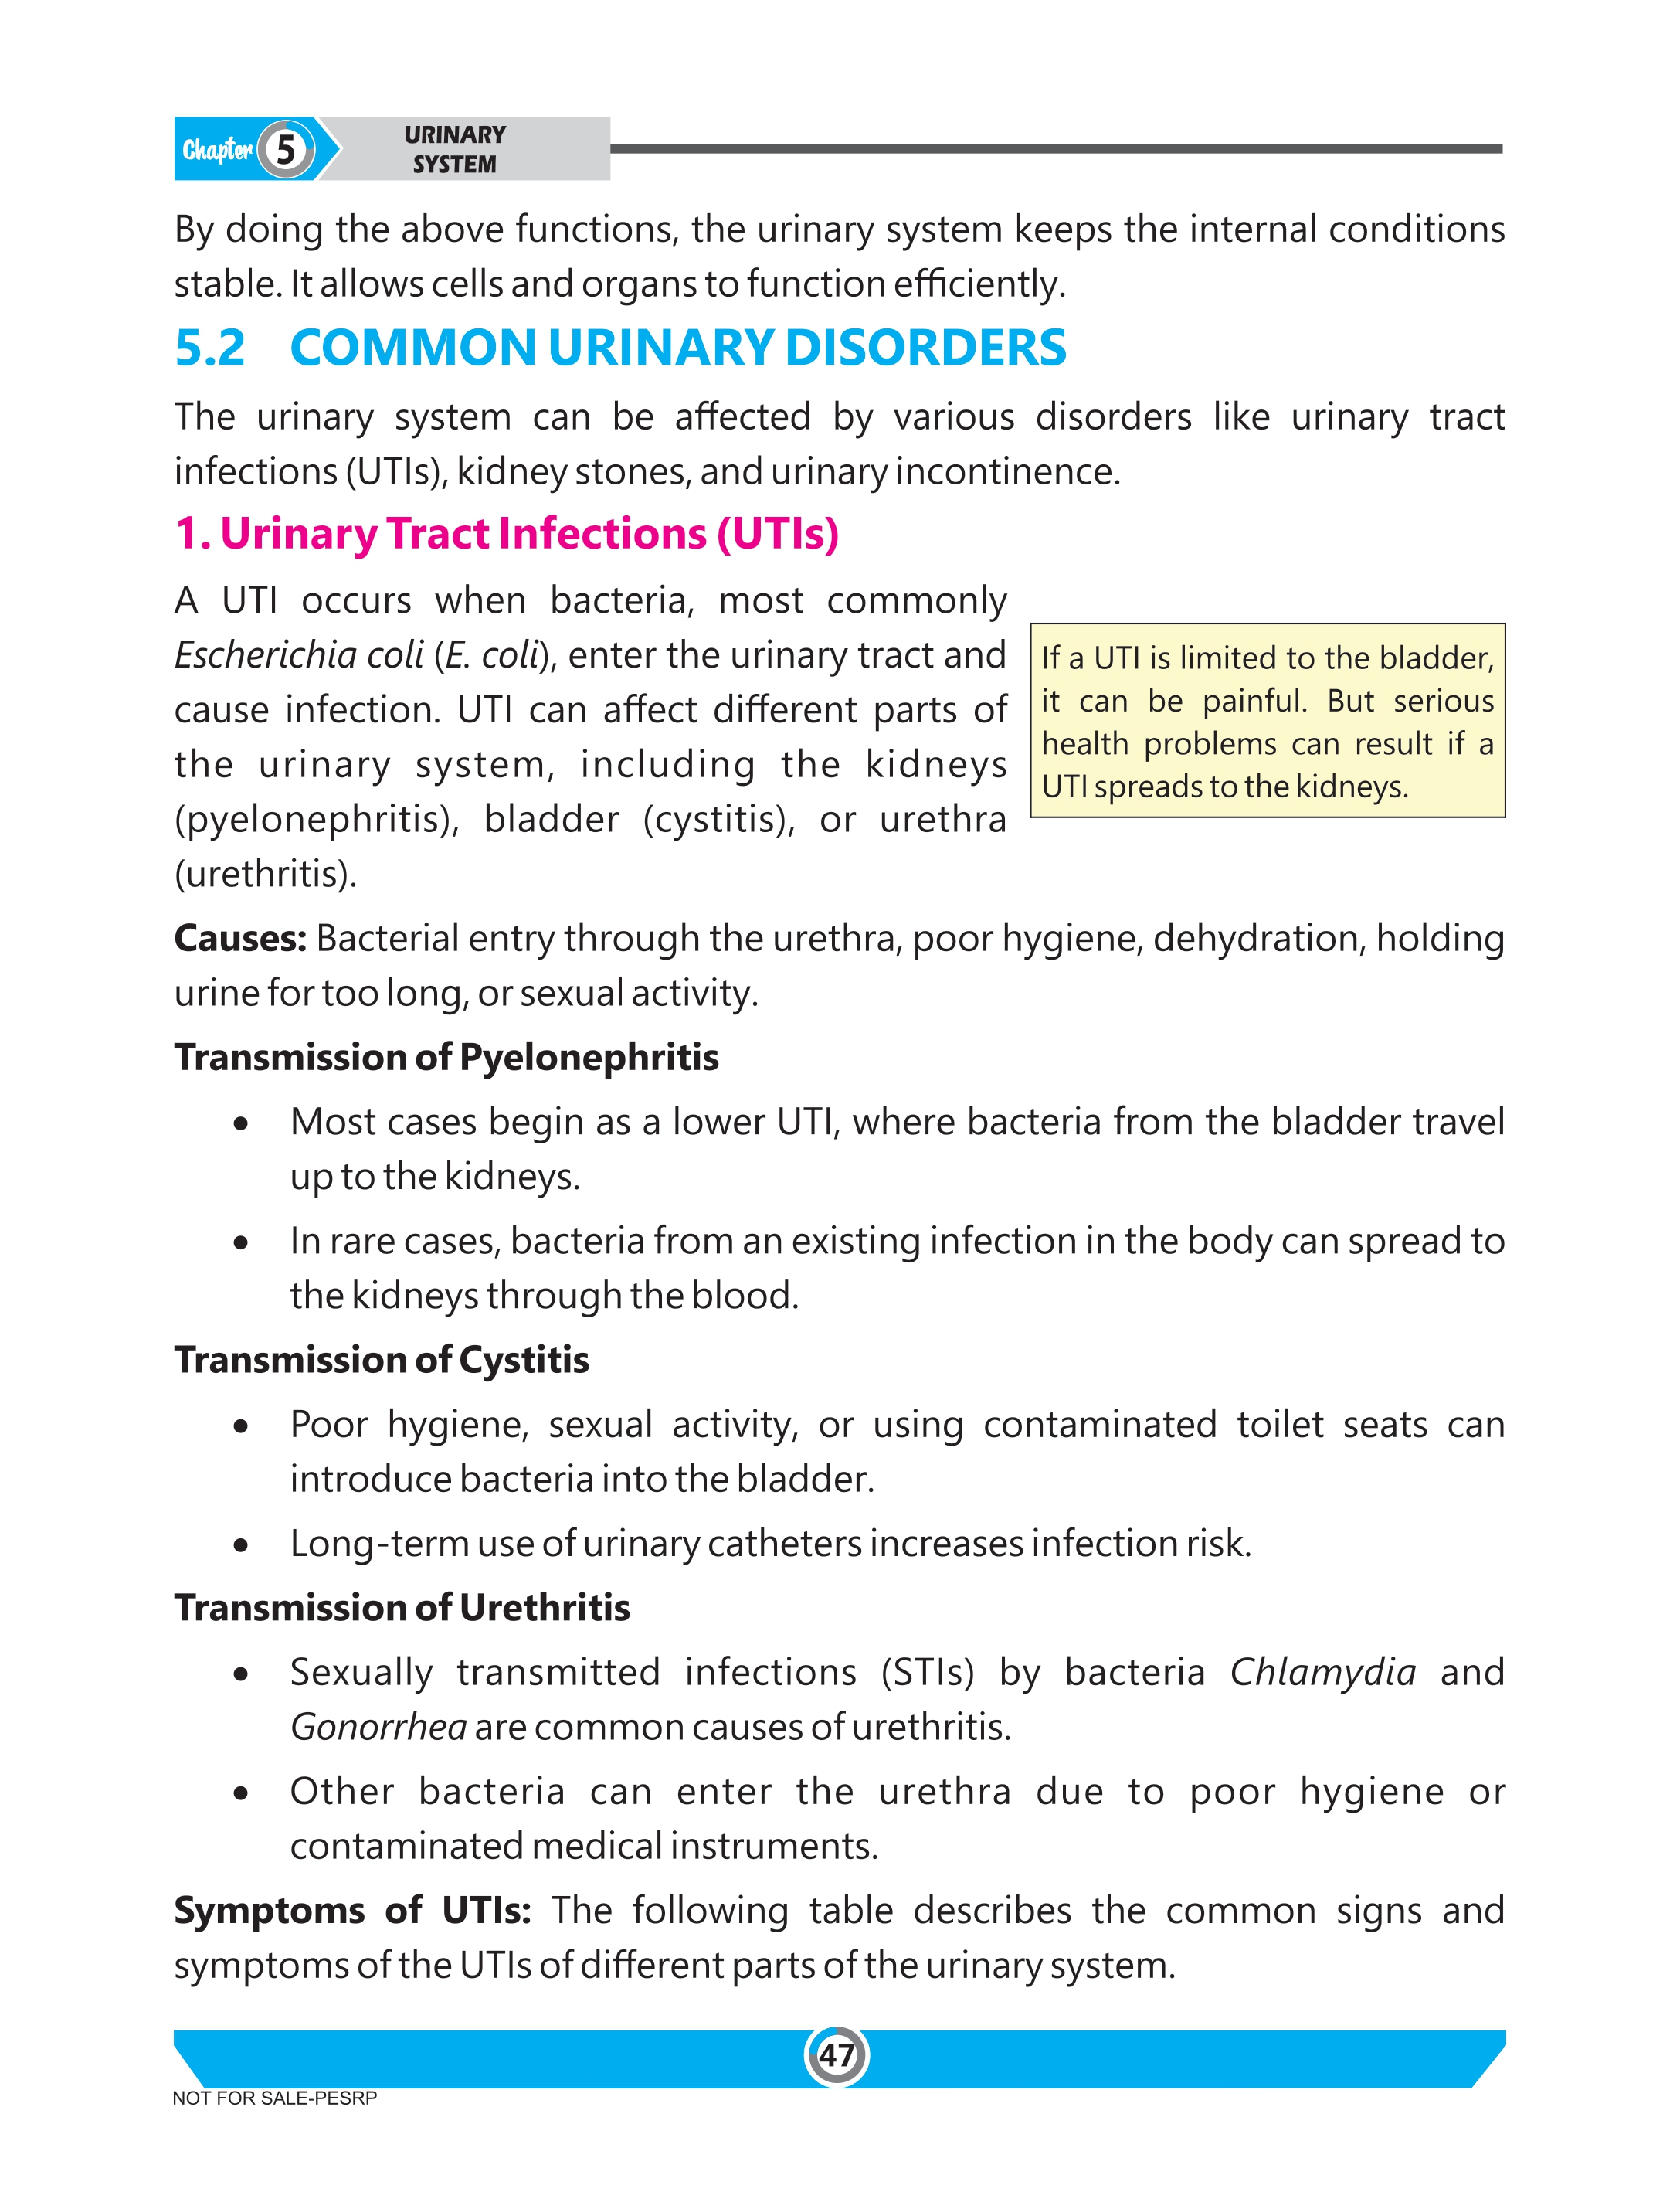 Chapter 5
URINARY
SYSTEM
By doing the above functions, the urinary system keeps the internal conditions
stable. It allows cells and organs to function efficiently.
5.2 COMMON URINARY DISORDERS
The urinary system can be affected by various disorders like urinary tract
infections (UTIs), kidney stones, and urinary incontinence.
1. Urinary Tract Infections (UTIs)
A UTI occurs when bacteria, most commonly
Escherichia coli (E. coli), enter the urinary tract and
cause infection. UTI can affect different parts of
the urinary system, including the kidneys
(pyelonephritis), bladder (cystitis), or urethra
(urethritis).
If a UTI is limited to the bladder,
it can be painful. But serious
health problems can result if a
UTI spreads to the kidneys.
Causes: Bacterial entry through the urethra, poor hygiene, dehydration, holding
urine for too long, or sexual activity.
Transmission of Pyelonephritis
• Most cases begin as a lower UTI, where bacteria from the bladder travel
up to the kidneys.
• In rare cases, bacteria from an existing infection in the body can spread to
the kidneys through the blood.
Transmission of Cystitis
• Poor hygiene, sexual activity, or using contaminated toilet seats can
introduce bacteria into the bladder.
• Long-term use of urinary catheters increases infection risk.
Transmission of Urethritis
• Sexually transmitted infections (STIs) by bacteria Chlamydia and
Gonorrhea are common causes of urethritis.
• Other bacteria can enter the urethra due to poor hygiene or
contaminated medical instruments.
Symptoms of UTIs: The following table describes the common signs and
symptoms of the UTIs of different parts of the urinary system.
47
NOT FOR SALE-PESRP